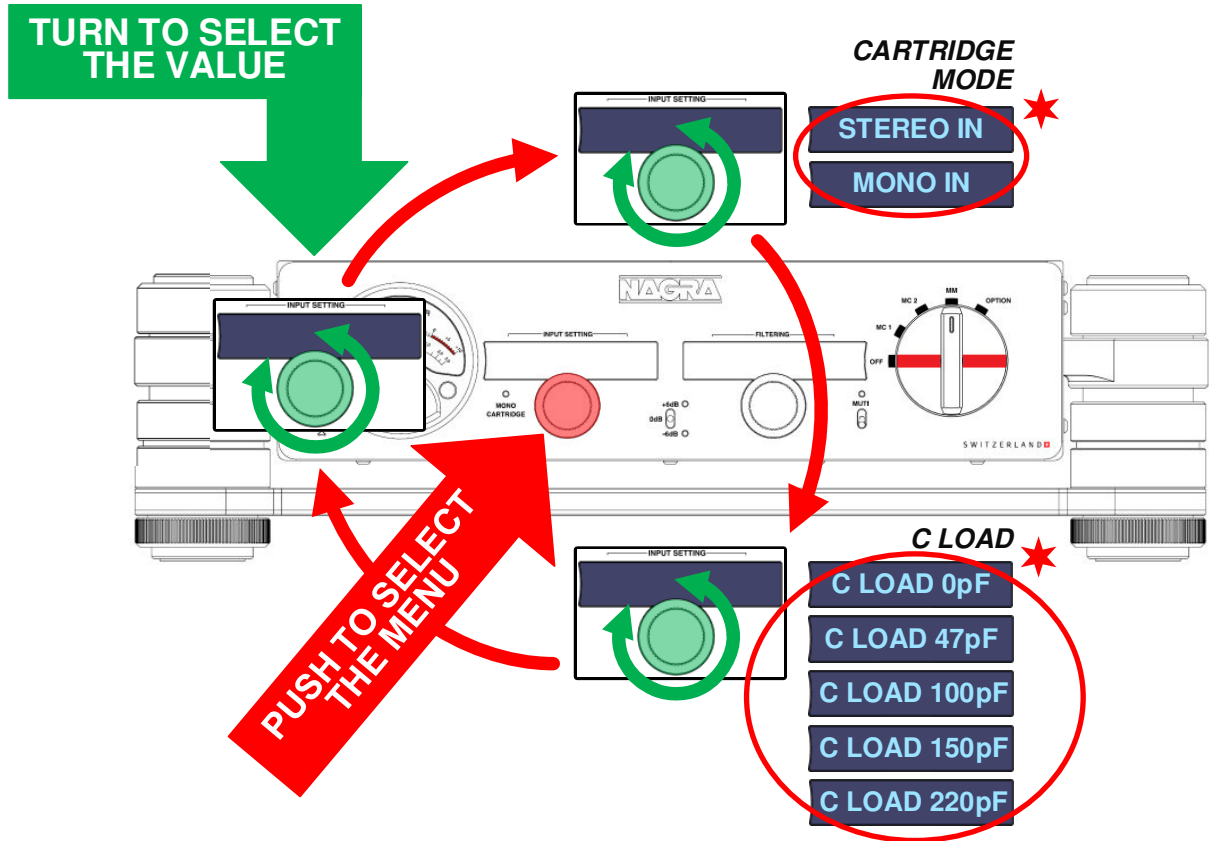 TURN TO SELECT
THE VALUE
CARTRIDGE
MODE
INPUT SETTING
STEREO IN
MONO IN
NAGRA
INPUT SETTING
INPUT SETTING
FILTERING
MC 1
MC 2
MM
OPTION
OFF
MONO
CARTRIDGE
+6dB
0dB
-6dB
MUTE
SWITZERLAND
PUSH TO SELECT
THE MENU
INPUT SETTING
C LOAD
C LOAD 0pF
C LOAD 47pF
C LOAD 100pF
C LOAD 150pF
C LOAD 220pF